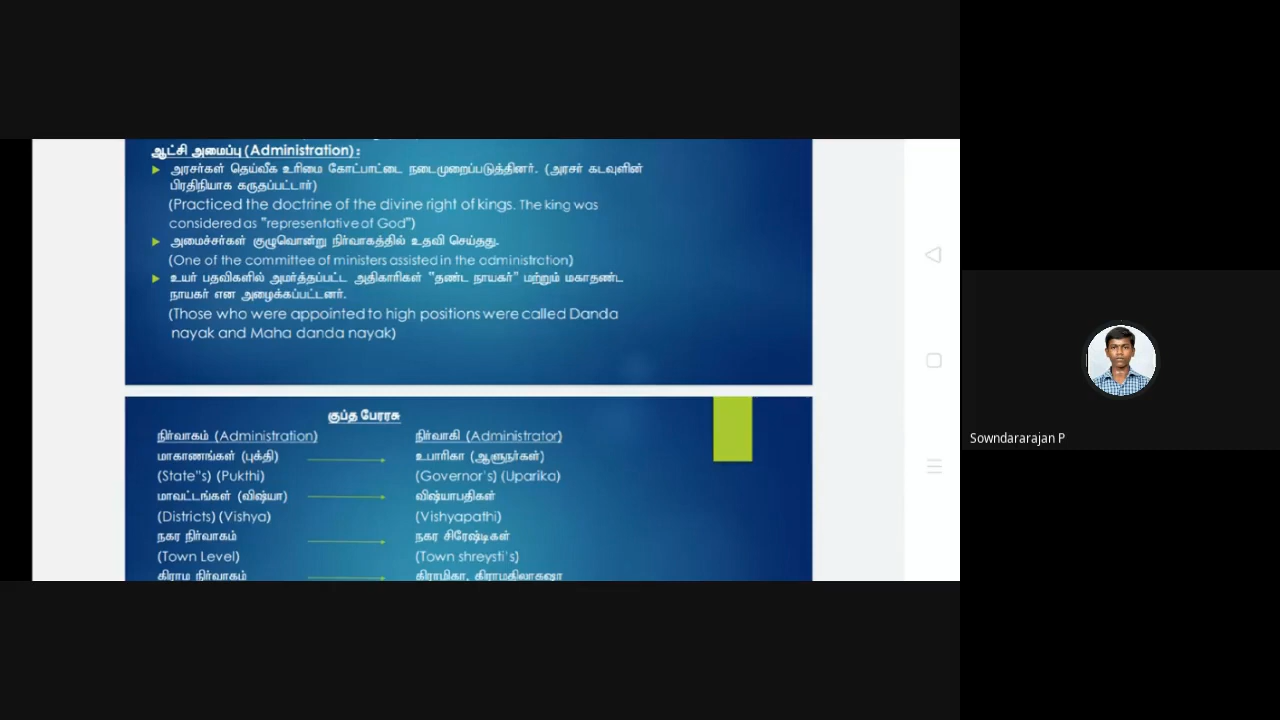 ஆட்சி அமைப்பு (Administration) :
அரசர்கள் தெய்வீக உரிமை கோட்பாட்டை நடைமுறைப்படுத்தினர். (அரசர் கடவுளின்
பிரதிநியாக கருதப்பட்டார்)
(Practiced the doctrine of the divine right of kings. The king was
considered as "representative of God")
அமைச்சர்கள் குழுவொன்று நிர்வாகத்தில் உதவி செய்தது.
(One of the committee of ministers assisted in the administration)
உயர் பதவிகளில் அமர்த்தப்பட்ட அதிகாரிகள் "தண்ட நாயகர்" மற்றும் மகாதண்ட
நாயகர் என அழைக்கப்பட்டனர்.
(Those who were appointed to high positions were called Danda
nayak and Maha danda nayak)
குப்த பேரரசு
நிர்வாகம் (Administration) நிர்வாகி (Administrator)
மாகாணங்கள் (புக்தி) உபாரிகா (ஆளுநர்கள்)
(State"s) (Pukthi) (Governor's) (Uparika)
மாவட்டங்கள் (விஷ்யா) விஷ்யாபதிகள்
(Districts) (Vishya) (Vishyapathi)
நகர நிர்வாகம் நகர சிரேஷ்டிகள்
(Town Level) (Town shreysti's)
கிராம நிர்வாகம் கிராமிகா,
Sowndararajan P